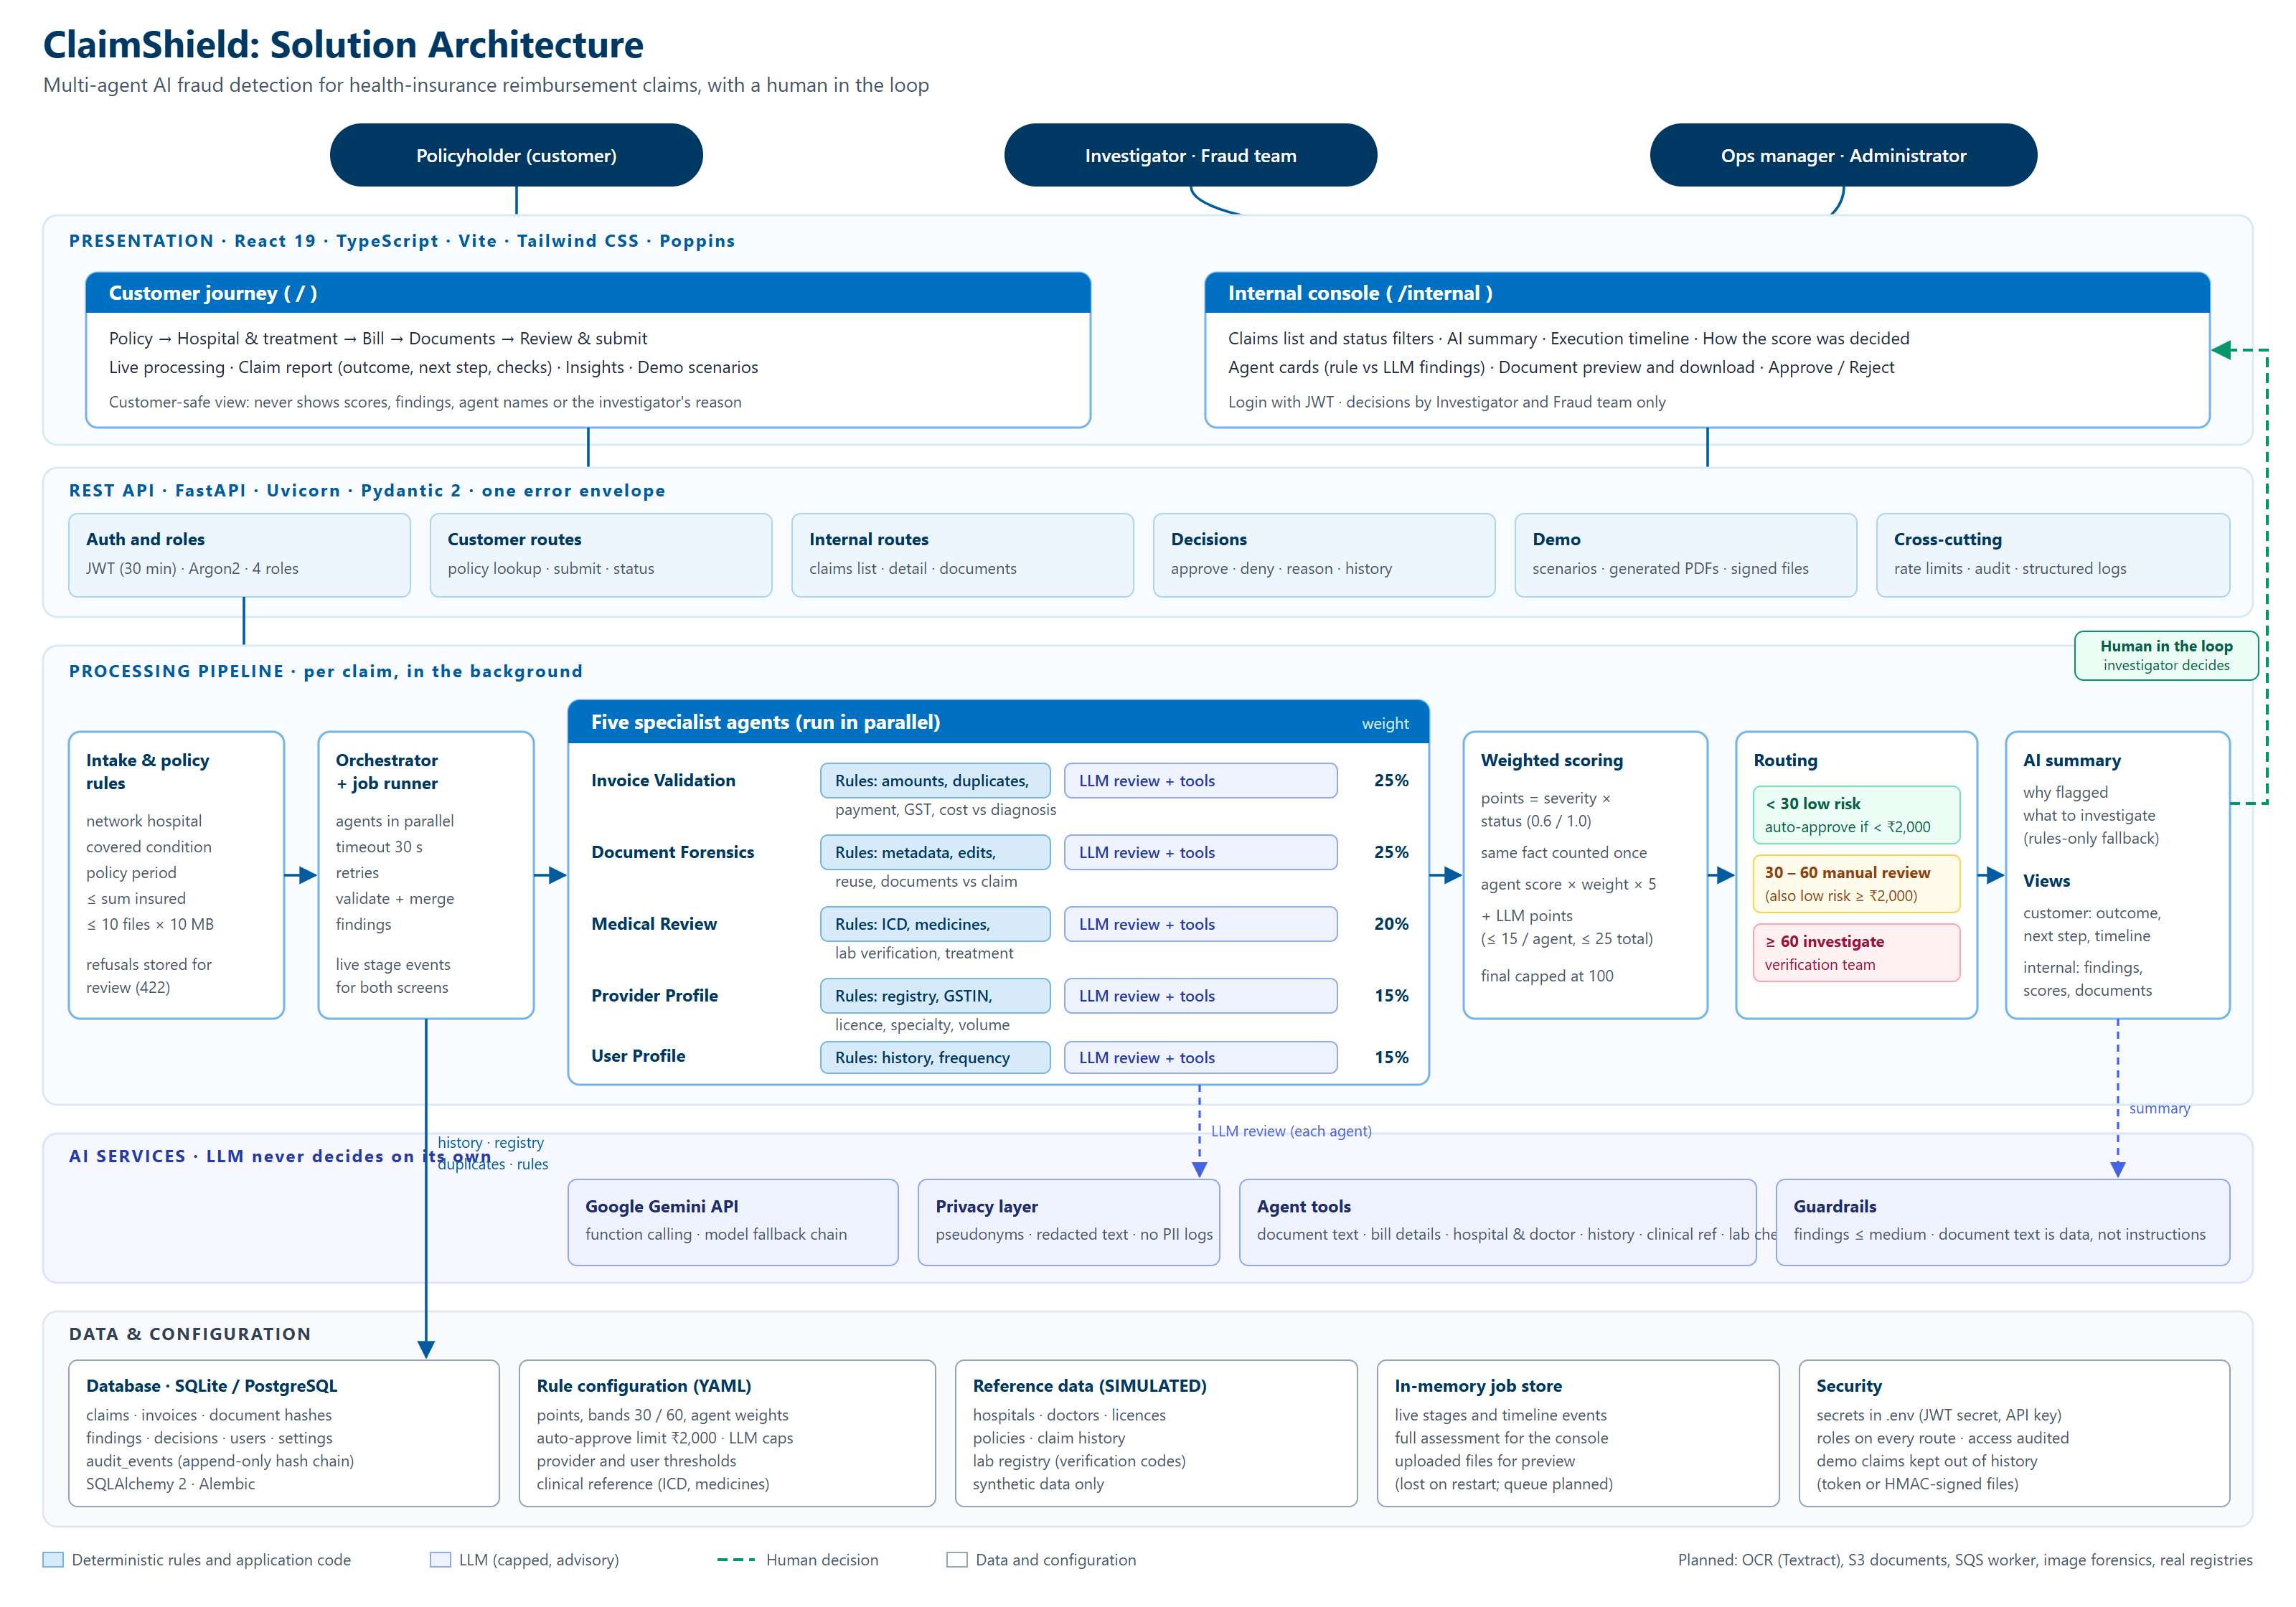 ClaimShield: Solution Architecture
Multi-agent AI fraud detection for health-insurance reimbursement claims, with a human in the loop
Policyholder (customer)
Investigator · Fraud team
Ops manager · Administrator
PRESENTATION · React 19 · TypeScript · Vite · Tailwind CSS · Poppins
Customer journey ( / )
Policy → Hospital & treatment → Bill → Documents → Review & submit
Live processing · Claim report (outcome, next step, checks) · Insights · Demo scenarios
Customer-safe view: never shows scores, findings, agent names or the investigator's reason
Internal console ( /internal )
Claims list and status filters · AI summary · Execution timeline · How the score was decided
Agent cards (rule vs LLM findings) · Document preview and download · Approve / Reject
Login with JWT · decisions by Investigator and Fraud team only
REST API · FastAPI · Uvicorn · Pydantic 2 · one error envelope
Auth and roles
JWT (30 min) · Argon2 · 4 roles
Customer routes
policy lookup · submit · status
Internal routes
claims list · detail · documents
Decisions
approve · deny · reason · history
Demo
scenarios · generated PDFs · signed files
Cross-cutting
rate limits · audit · structured logs
Human in the loop
investigator decides
PROCESSING PIPELINE · per claim, in the background
Intake & policy
rules
network hospital
covered condition
policy period
≤ sum insured
≤ 10 files × 10 MB
refusals stored for
review (422)
Orchestrator
+ job runner
agents in parallel
timeout 30 s
retries
validate + merge
findings
live stage events
for both screens
Five specialist agents (run in parallel)
weight
Invoice Validation
Rules: amounts, duplicates,
payment, GST, cost vs diagnosis
LLM review + tools
25%
Document Forensics
Rules: metadata, edits,
reuse, documents vs claim
LLM review + tools
25%
Medical Review
Rules: ICD, medicines,
lab verification, treatment
LLM review + tools
20%
Provider Profile
Rules: registry, GSTIN,
licence, specialty, volume
LLM review + tools
15%
User Profile
Rules: history, frequency
LLM review + tools
15%
Weighted scoring
points = severity ×
status (0.6 / 1.0)
same fact counted once
agent score × weight × 5
+ LLM points
(≤ 15 / agent, ≤ 25 total)
final capped at 100
Routing
< 30 low risk
auto-approve if < ₹2,000
30 – 60 manual review
(also low risk ≥ ₹2,000)
≥ 60 investigate
verification team
AI summary
why flagged
what to investigate
(rules-only fallback)
Views
customer: outcome,
next step, timeline
internal: findings,
scores, documents
history · registry
duplicates · rules
LLM review (each agent)
summary
AI SERVICES · LLM never decides on its own
Google Gemini API
function calling · model fallback chain
Privacy layer
pseudonyms · redacted text · no PII logs
Agent tools
document text · bill details · hospital & doctor · history · clinical ref · lab che
Guardrails
findings ≤ medium · document text is data, not instructions
DATA & CONFIGURATION
Database · SQLite / PostgreSQL
claims · invoices · document hashes
findings · decisions · users · settings
audit_events (append-only hash chain)
SQLAlchemy 2 · Alembic
Rule configuration (YAML)
points, bands 30 / 60, agent weights
auto-approve limit ₹2,000 · LLM caps
provider and user thresholds
clinical reference (ICD, medicines)
Reference data (SIMULATED)
hospitals · doctors · licences
policies · claim history
lab registry (verification codes)
synthetic data only
In-memory job store
live stages and timeline events
full assessment for the console
uploaded files for preview
(lost on restart; queue planned)
Security
secrets in .env (JWT secret, API key)
roles on every route · access audited
demo claims kept out of history
(token or HMAC-signed files)
Deterministic rules and application code
LLM (capped, advisory)
Human decision
Data and configuration
Planned: OCR (Textract), S3 documents, SQS worker, image forensics, real registries